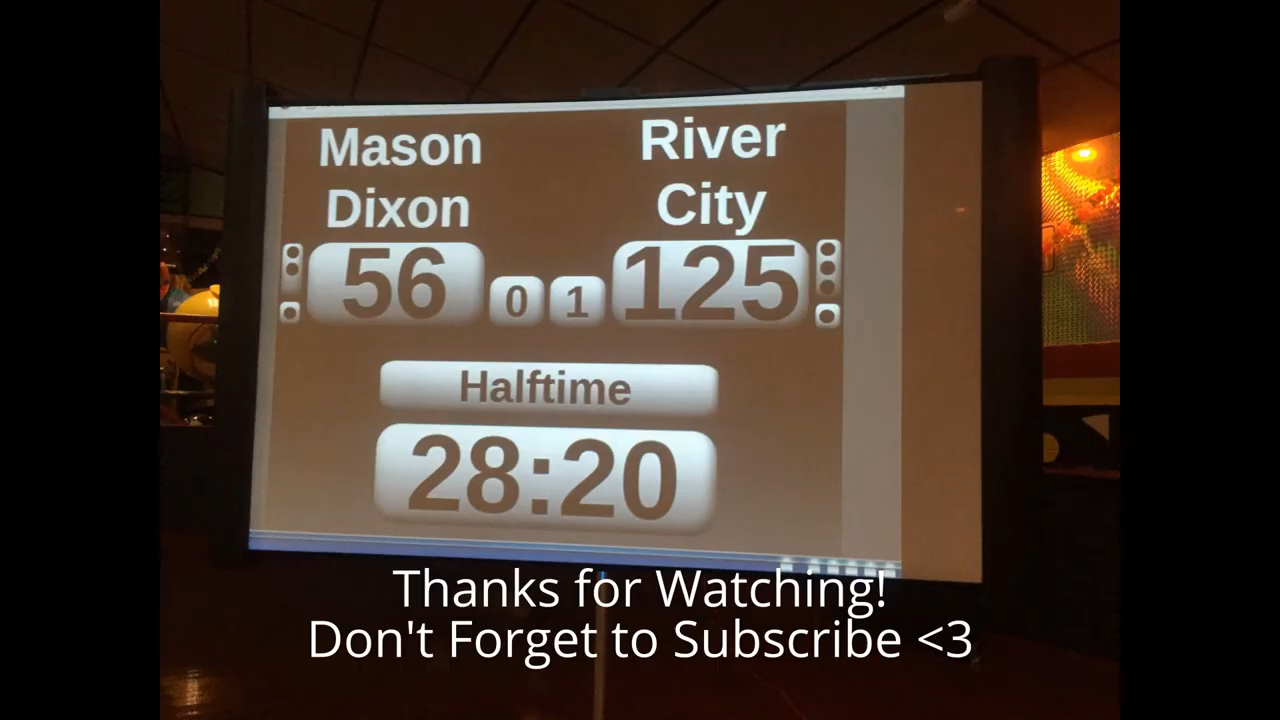 Mason
Dixon
River
City
56
0
1
125
Halftime
28:20
Thanks for Watching!
Don't Forget to Subscribe <3